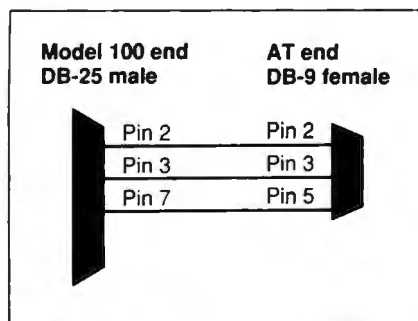 Model 100 end
DB-25 male
AT end
DB-9 female
Pin 2 Pin 2
Pin 3 Pin 3
Pin 7 Pin 5